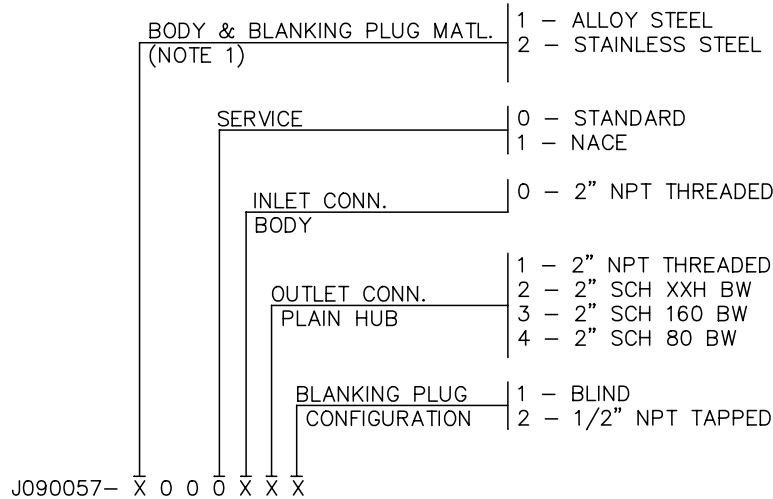 BODY & BLANKING PLUG MATL.
(NOTE 1)
1 – ALLOY STEEL
2 – STAINLESS STEEL
SERVICE
0 – STANDARD
1 – NACE
INLET CONN.
BODY
0 – 2" NPT THREADED
OUTLET CONN.
PLAIN HUB
1 – 2" NPT THREADED
2 – 2" SCH XXH BW
3 – 2" SCH 160 BW
4 – 2" SCH 80 BW
BLANKING PLUG
CONFIGURATION
1 – BLIND
2 – 1/2" NPT TAPPED
J090057– X 0 0 0 X X X